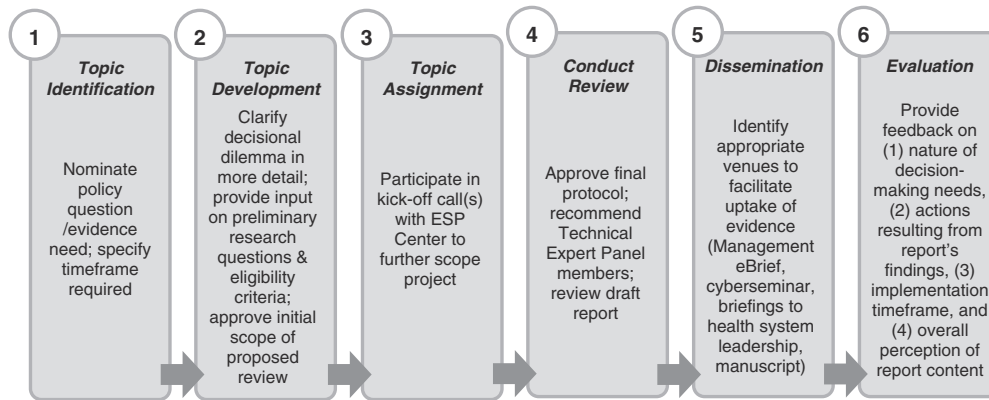 1
Topic
Identification
Nominate
policy
question
/evidence
need; specify
timeframe
required
2
Topic
Development
Clarify
decisional
dilemma in
more detail;
provide input
on preliminary
research
questions &
eligibility
criteria;
approve initial
scope of
proposed
review
3
Topic
Assignment
Participate in
kick-off call(s)
with ESP
Center to
further scope
project
4
Conduct
Review
Approve final
protocol;
recommend
Technical
Expert Panel
members;
review draft
report
5
Dissemination
Identify
appropriate
venues to
facilitate
uptake of
evidence
(Management
eBrief,
cyberseminar,
briefings to
health system
leadership,
manuscript)
6
Evaluation
Provide
feedback on
(1) nature of
decision-
making needs,
(2) actions
resulting from
report's
findings, (3)
implementation
timeframe, and
(4) overall
perception of
report content